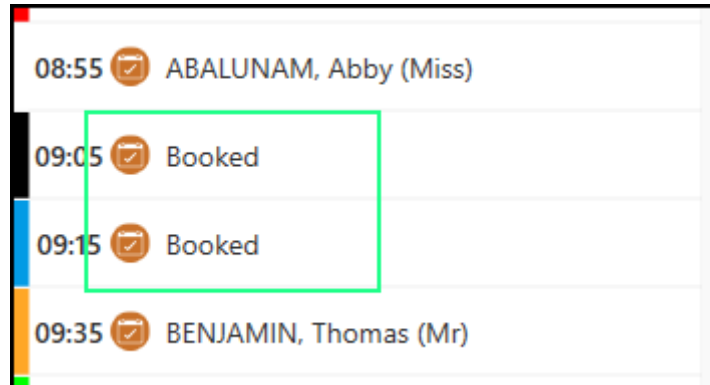 08:55 ABALUNAM, Abby (Miss)
09:05 Booked
09:15 Booked
09:35 BENJAMIN, Thomas (Mr)